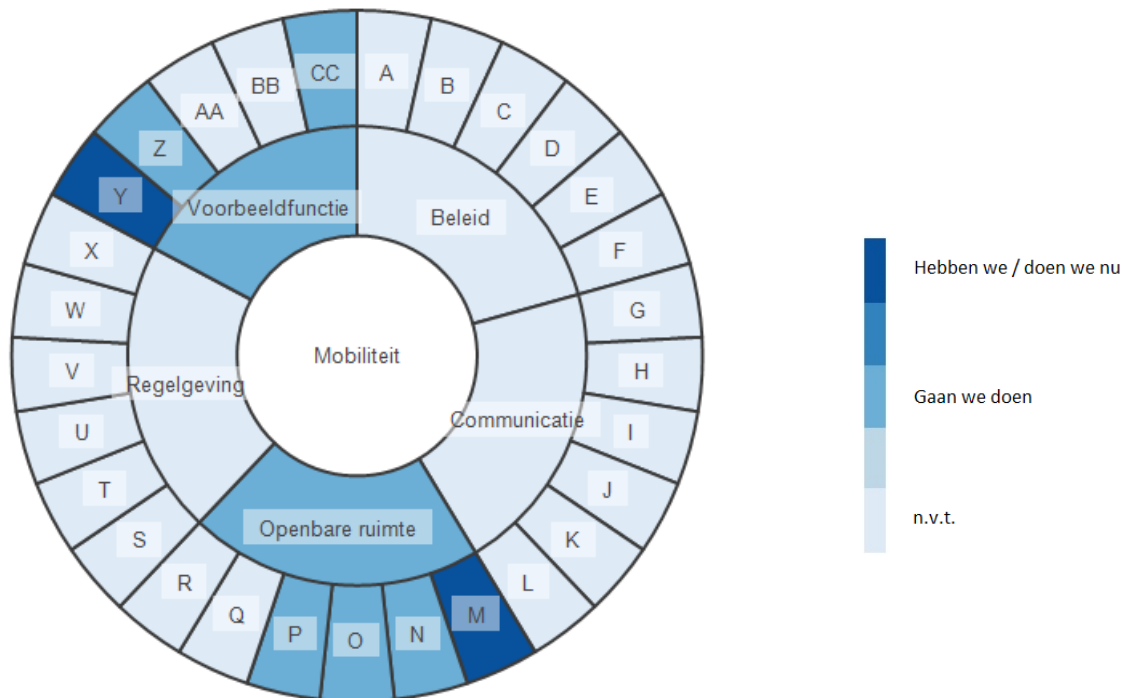 CC
A
BB
B
AA
C
Z
D
Y
E
Voorbeeldfunctie
Beleid
X
F
W
G
Mobiliteit
V
H
Regelgeving
Communicatie
U
I
T
J
Openbare ruimte
S
K
R
L
Q
M
P
O
N
Hebben we / doen we nu
Gaan we doen
n.v.t.